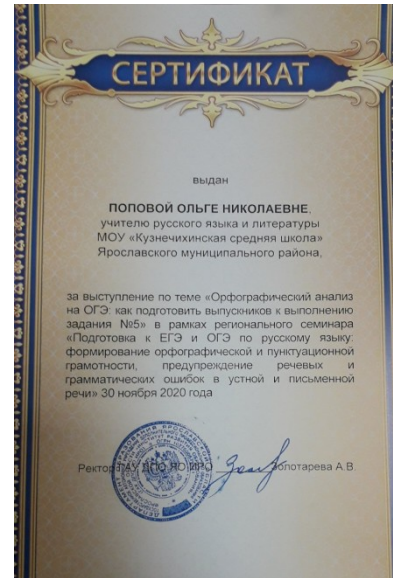 СЕРТИФИКАТ
выдан
ПОПОВОЙ ОЛЬГЕ НИКОЛАЕВНЕ,
учителю русского языка и литературы
МОУ «Кузнечихинская средняя школа»
Ярославского муниципального района,
за выступление по теме «Орфографический анализ
на ОГЭ: как подготовить выпускников к выполнению
задания №5» в рамках регионального семинара
«Подготовка к ЕГЭ и ОГЭ по русскому языку:
формирование орфографической и пунктуационной
грамотности, предупреждение речевых и
грамматических ошибок в устной и письменной
речи» 30 ноября 2020 года
Ректор ГАУ ДПО ЯО ИРО Золотарева А.В